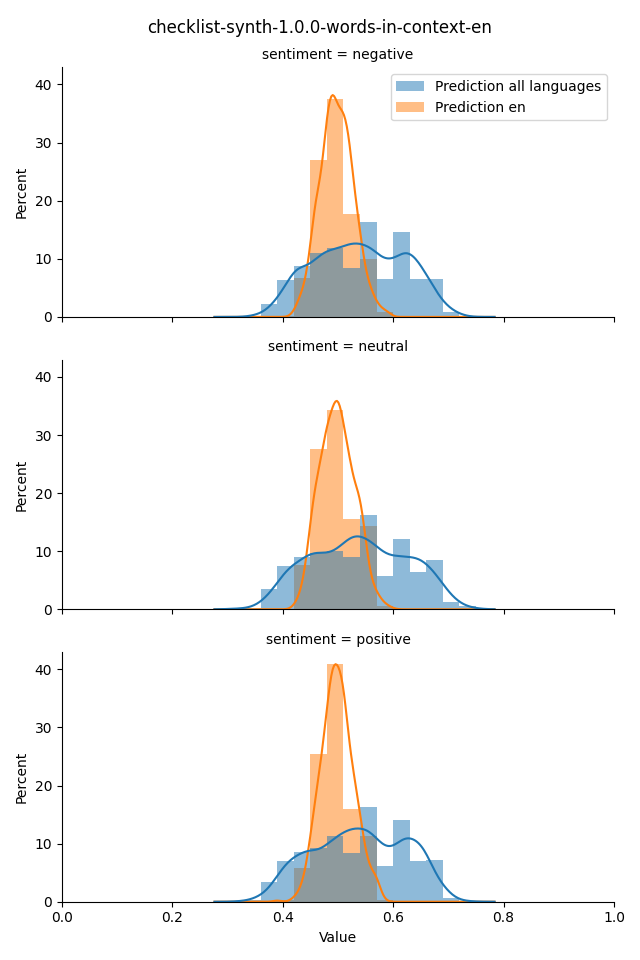 checklist-synth-1.0.0-words-in-context-en
sentiment = negative
Prediction all languages
Prediction en
40
30
20
10
0
Percent
sentiment = neutral
40
30
20
10
0
Percent
sentiment = positive
40
30
20
10
0
Percent
0.0 0.2 0.4 0.6 0.8 1.0
Value